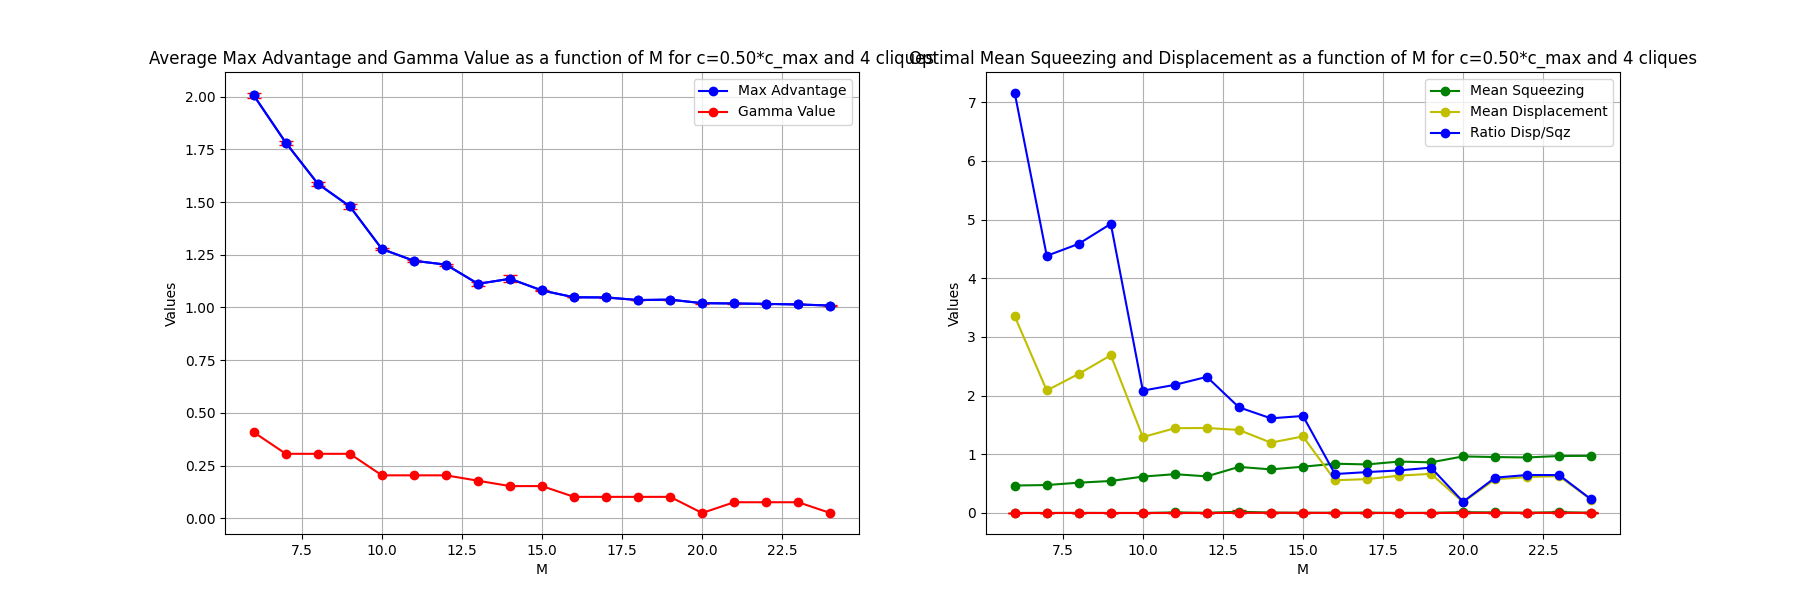 Average Max Advantage and Gamma Value as a function of M for c=0.50*c_max and 4 cliques
Max Advantage
Gamma Value
2.00
1.75
1.50
1.25
1.00
0.75
0.50
0.25
0.00
Values
7.5 10.0 12.5 15.0 17.5 20.0 22.5
M
Optimal Mean Squeezing and Displacement as a function of M for c=0.50*c_max and 4 cliques
Mean Squeezing
Mean Displacement
Ratio Disp/Sqz
7
6
5
4
3
2
1
0
Values
7.5 10.0 12.5 15.0 17.5 20.0 22.5
M